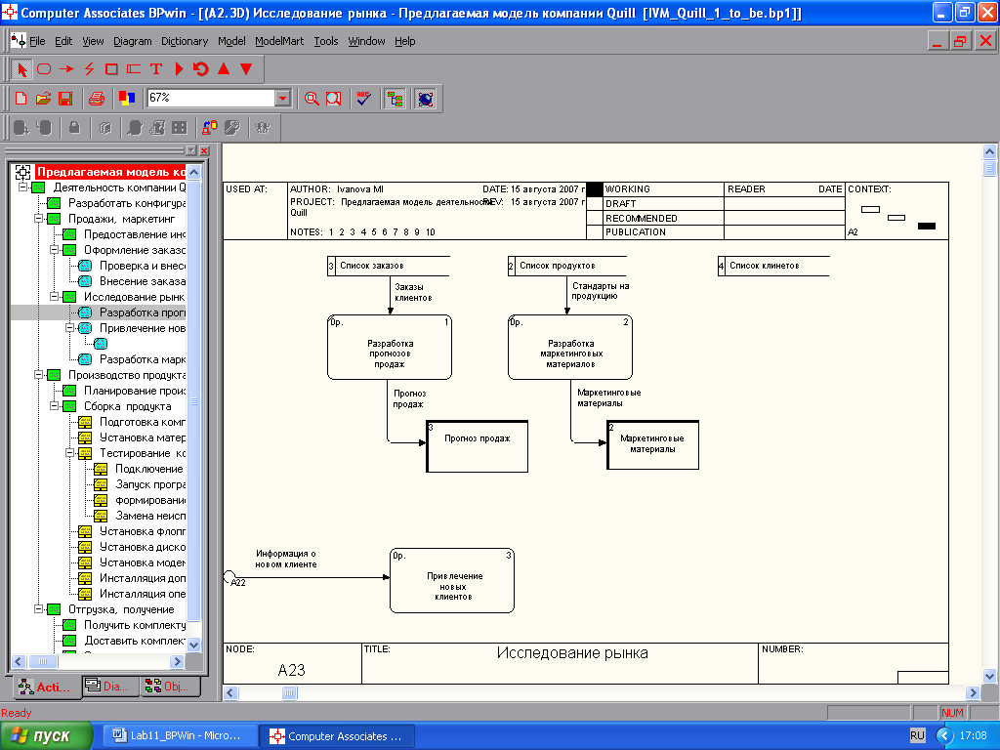 Computer Associates BPwin - [(A2.3D) Исследование рынка - Предлагаемая модель компании Quill [IVM_Quill_1_to_be.bp1]]
File Edit View Diagram Dictionary Model ModelMart Tools Window Help
67%
Предлагаемая модель ко
Деятельность компании Q
Разработать конфигура
Продажи, маркетинг
Предоставление ин
Оформление заказо
Проверка и внес
Внесение заказа
Исследование рынк
Разработка прог
Привлечение нов
Разработка марк
Производство продукта
Планирование прои
Сборка продукта
Подготовка комп
Установка матер
Тестирование ко
Подключение
Запуск програ
Формировани
Замена неисп
Установка флопп
Установка диско
Установка модем
Инсталляция доп
Инсталляция опе
Отгрузка, получение
Получить комплекту
Доставить комплек
Acti... Dia... Obj...
USED AT:
AUTHOR: Ivanova MI
DATE: 15 августа 2007 г
PROJECT: Предлагаемая модель деятельнос
REV: 15 августа 2007 г
Quill
NOTES: 1 2 3 4 5 6 7 8 9 10
WORKING
DRAFT
RECOMMENDED
PUBLICATION
READER DATE
CONTEXT:
A2
3 Список заказов
2 Список продуктов
4 Список клинетов
Заказы
клиентов
Стандарты на
продукцию
0р. 1
Разработка
прогнозов
продаж
0р. 2
Разработка
маркетинговых
материалов
Прогноз
продаж
Маркетинговые
материалы
3
Прогноз продаж
2
Маркетинговые
материалы
Информация о
новом клиенте
A22
0р. 3
Привлечение
новых
клиентов
NODE:
A23
TITLE:
Исследование рынка
NUMBER:
Ready
NUM
пуск
Lab11_BPWin - Micro...
Computer Associates ...
RU
17:08